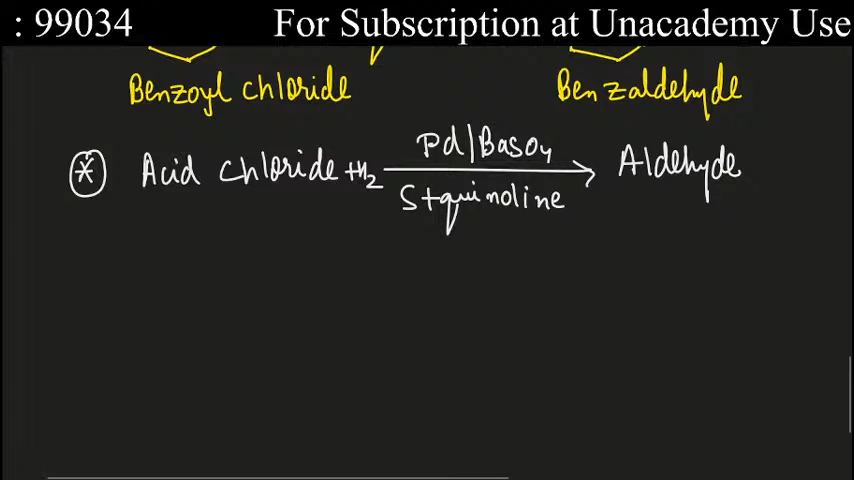 : 99034 For Subscription at Unacademy Use
Benzoyl chloride Benzaldehyde
* Acid chloride + H2 Pd|BaSO4 Aldehyde
S+quinoline